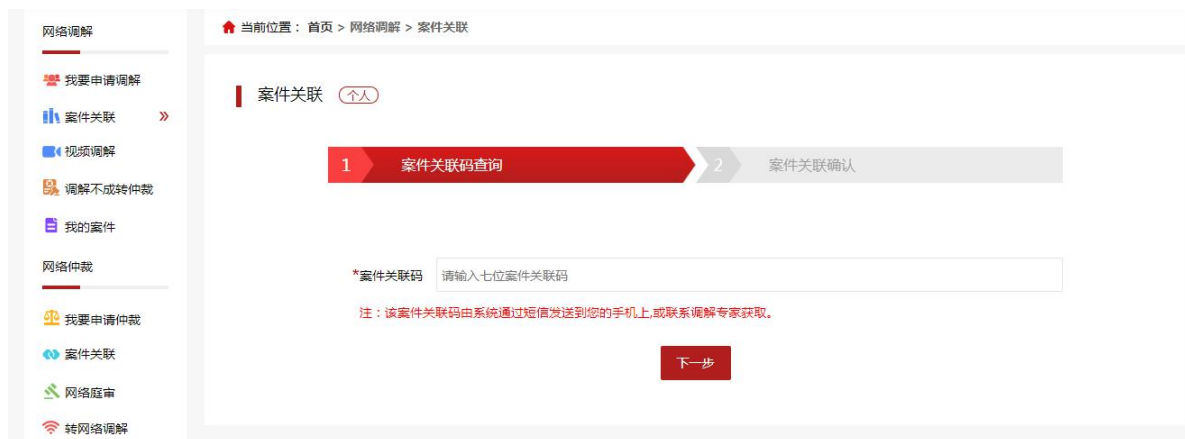 网络调解
我要申请调解
案件关联 »
视频调解
调解不成转仲裁
我的案件
网络仲裁
我要申请仲裁
案件关联
网络庭审
转网络调解
当前位置： 首页 > 网络调解 > 案件关联
案件关联 个人
1 案件关联码查询
2 案件关联确认
*案件关联码 请输入七位案件关联码
注：该案件关联码由系统通过短信发送到您的手机上,或联系调解专家获取。
下一步